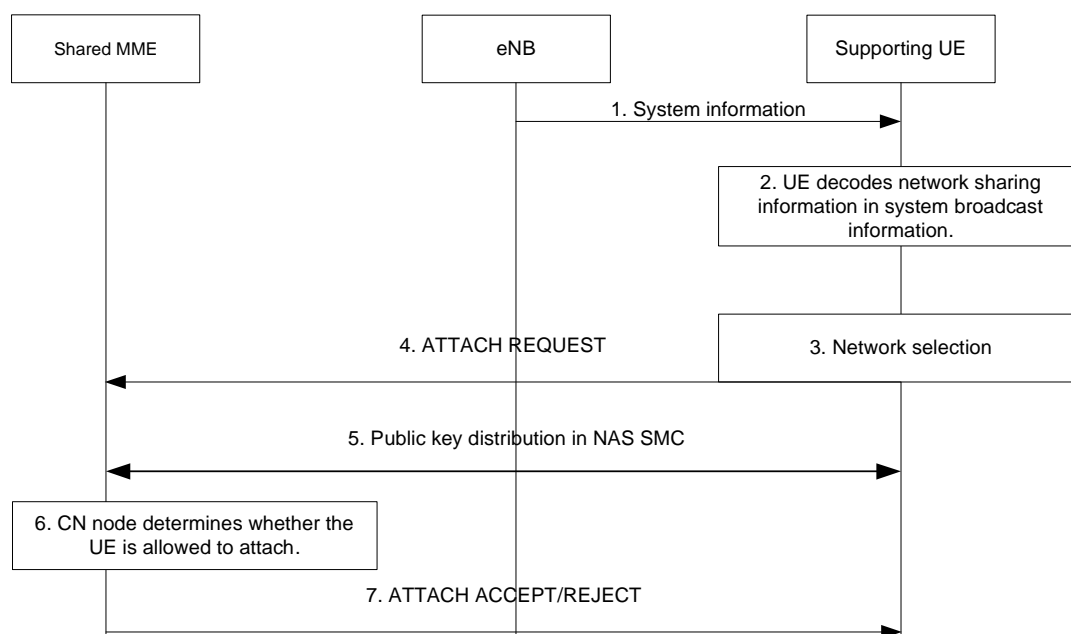 Shared MME
eNB
Supporting UE
1. System information
2. UE decodes network sharing
information in system broadcast
information.
4. ATTACH REQUEST
3. Network selection
5. Public key distribution in NAS SMC
6. CN node determines whether the
UE is allowed to attach.
7. ATTACH ACCEPT/REJECT